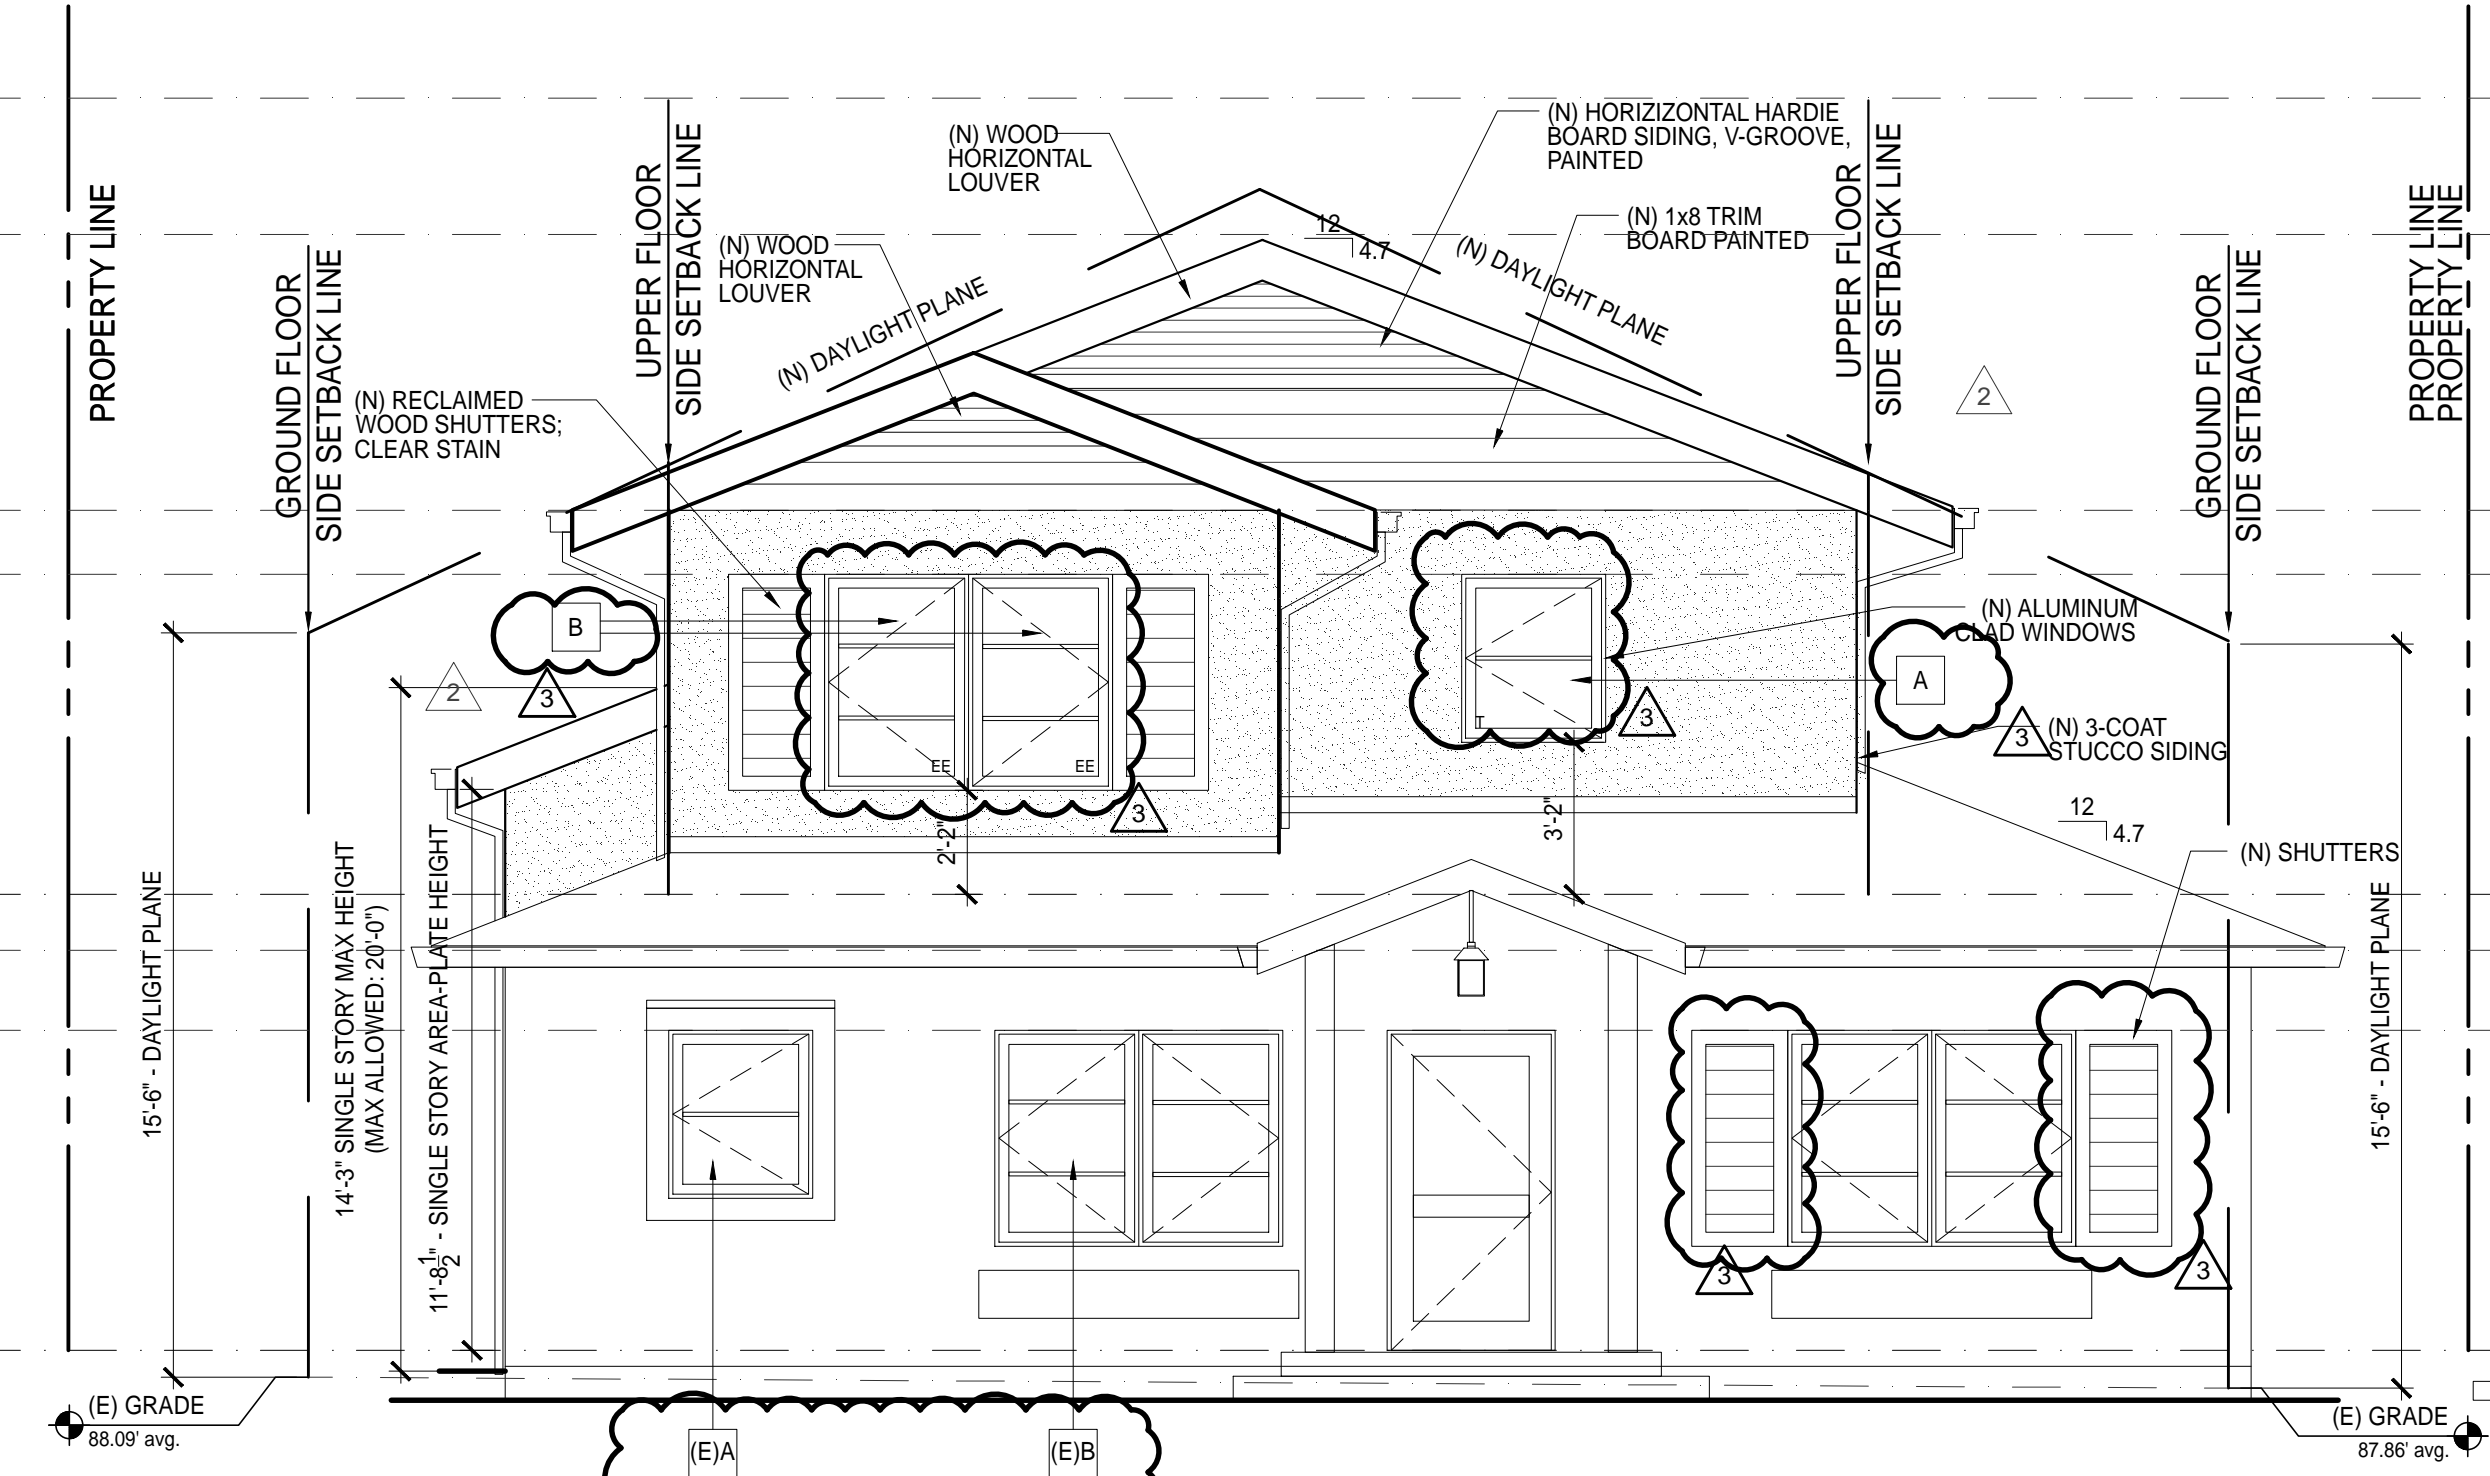 (N) HORIZIZONTAL HARDIE
BOARD SIDING, V-GROOVE,
PAINTED
(N) WOOD
HORIZONTAL
LOUVER
(N) 1x8 TRIM
BOARD PAINTED
12
4.7
(N) WOOD
HORIZONTAL
LOUVER
(N) DAYLIGHT PLANE
(N) DAYLIGHT PLANE
PROPERTY LINE
GROUND FLOOR
SIDE SETBACK LINE
UPPER FLOOR
SIDE SETBACK LINE
UPPER FLOOR
SIDE SETBACK LINE
GROUND FLOOR
SIDE SETBACK LINE
PROPERTY LINE
PROPERTY LINE
2
(N) RECLAIMED
WOOD SHUTTERS;
CLEAR STAIN
B
2
3
(N) ALUMINUM
CLAD WINDOWS
A
3
3
(N) 3-COAT
STUCCO SIDING
T
EE
EE
3
2'-2"
3'-2"
12
4.7
(N) SHUTTERS
15'-6" - DAYLIGHT PLANE
14'-3" SINGLE STORY MAX HEIGHT
(MAX ALLOWED: 20'-0")
11'-8 1/2" - SINGLE STORY AREA-PLATE HEIGHT
15'-6" - DAYLIGHT PLANE
3
3
(E) GRADE
88.09' avg.
(E)A
(E)B
(E) GRADE
87.86' avg.